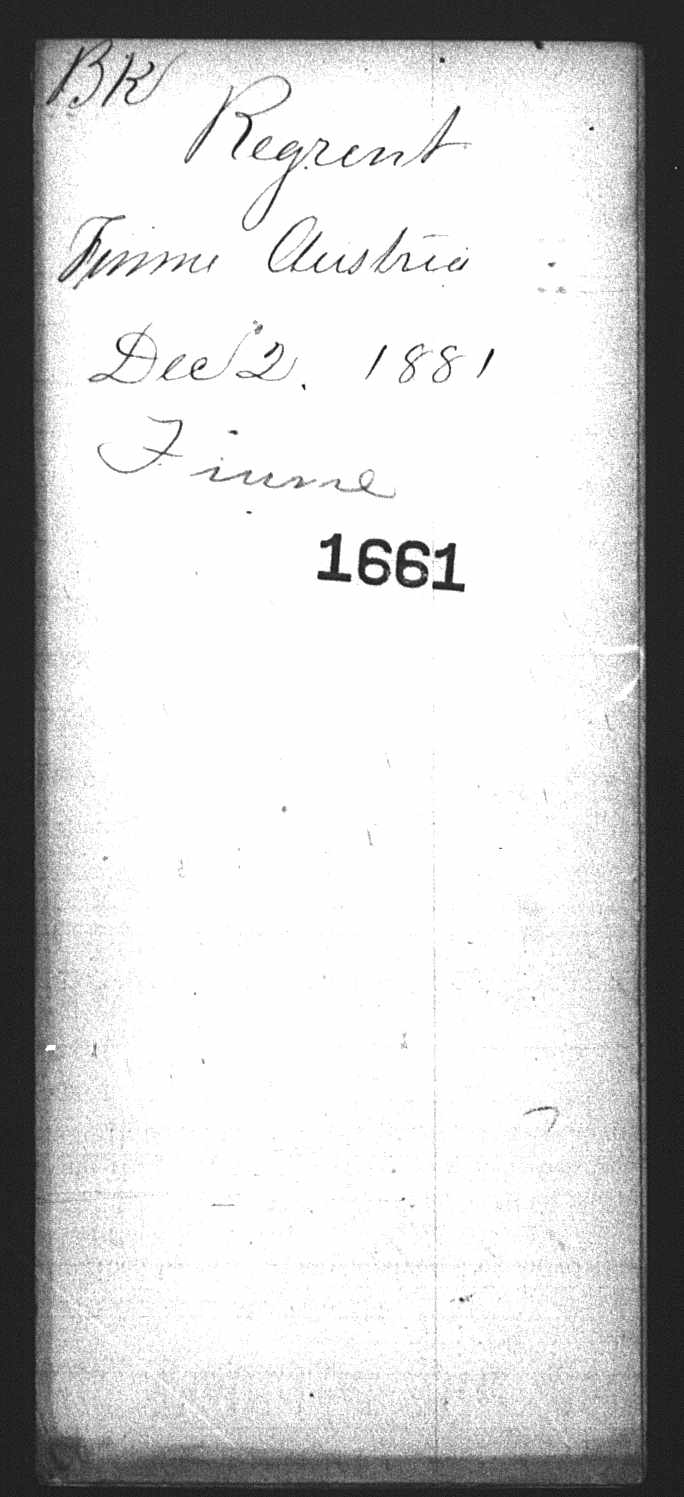 BK
Regrent
Fiume Austria
Dec 2. 1881
Fiume
1661